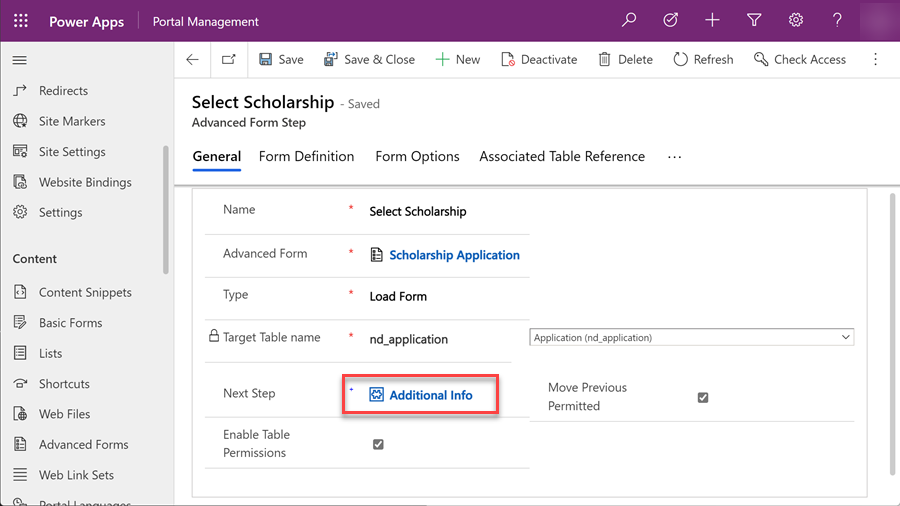 Power Apps Portal Management
Save Save & Close New Deactivate Delete Refresh Check Access
Redirects
Site Markers
Site Settings
Website Bindings
Settings
Content
Content Snippets
Basic Forms
Lists
Shortcuts
Web Files
Advanced Forms
Web Link Sets
Portal Languages
Select Scholarship - Saved
Advanced Form Step
General Form Definition Form Options Associated Table Reference ...
Name * Select Scholarship
Advanced Form * Scholarship Application
Type * Load Form
Target Table name * nd_application Application (nd_application)
Next Step + Additional Info
Move Previous
Permitted
Enable Table
Permissions